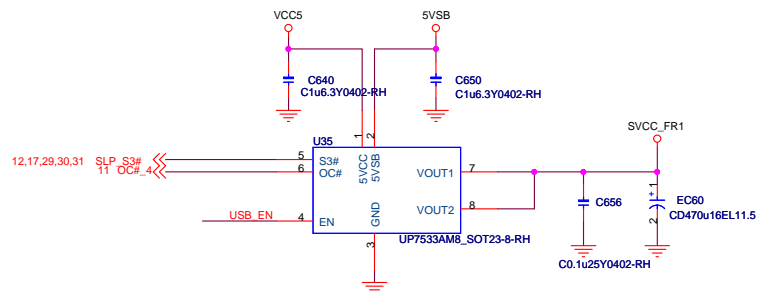 VCC5
5VSB
C640
C1u6.3Y0402-RH
C650
C1u6.3Y0402-RH
SVCC_FR1
U35
1
2
12,17,29,30,31
SLP_S3#
5
S3#
11
OC#_4
6
OC#
5VCC
5VSB
VOUT1
7
USB_EN
4
EN
GND
VOUT2
8
3
UP7533AM8_SOT23-8-RH
C656
C0.1u25Y0402-RH
+
1
2
EC60
CD470u16EL11.5